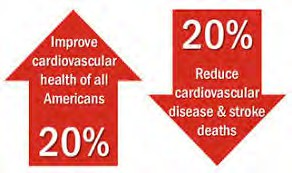 Improve
cardiovascular
health of all
Americans
20%
20%
Reduce
cardiovascular
disease & stroke
deaths